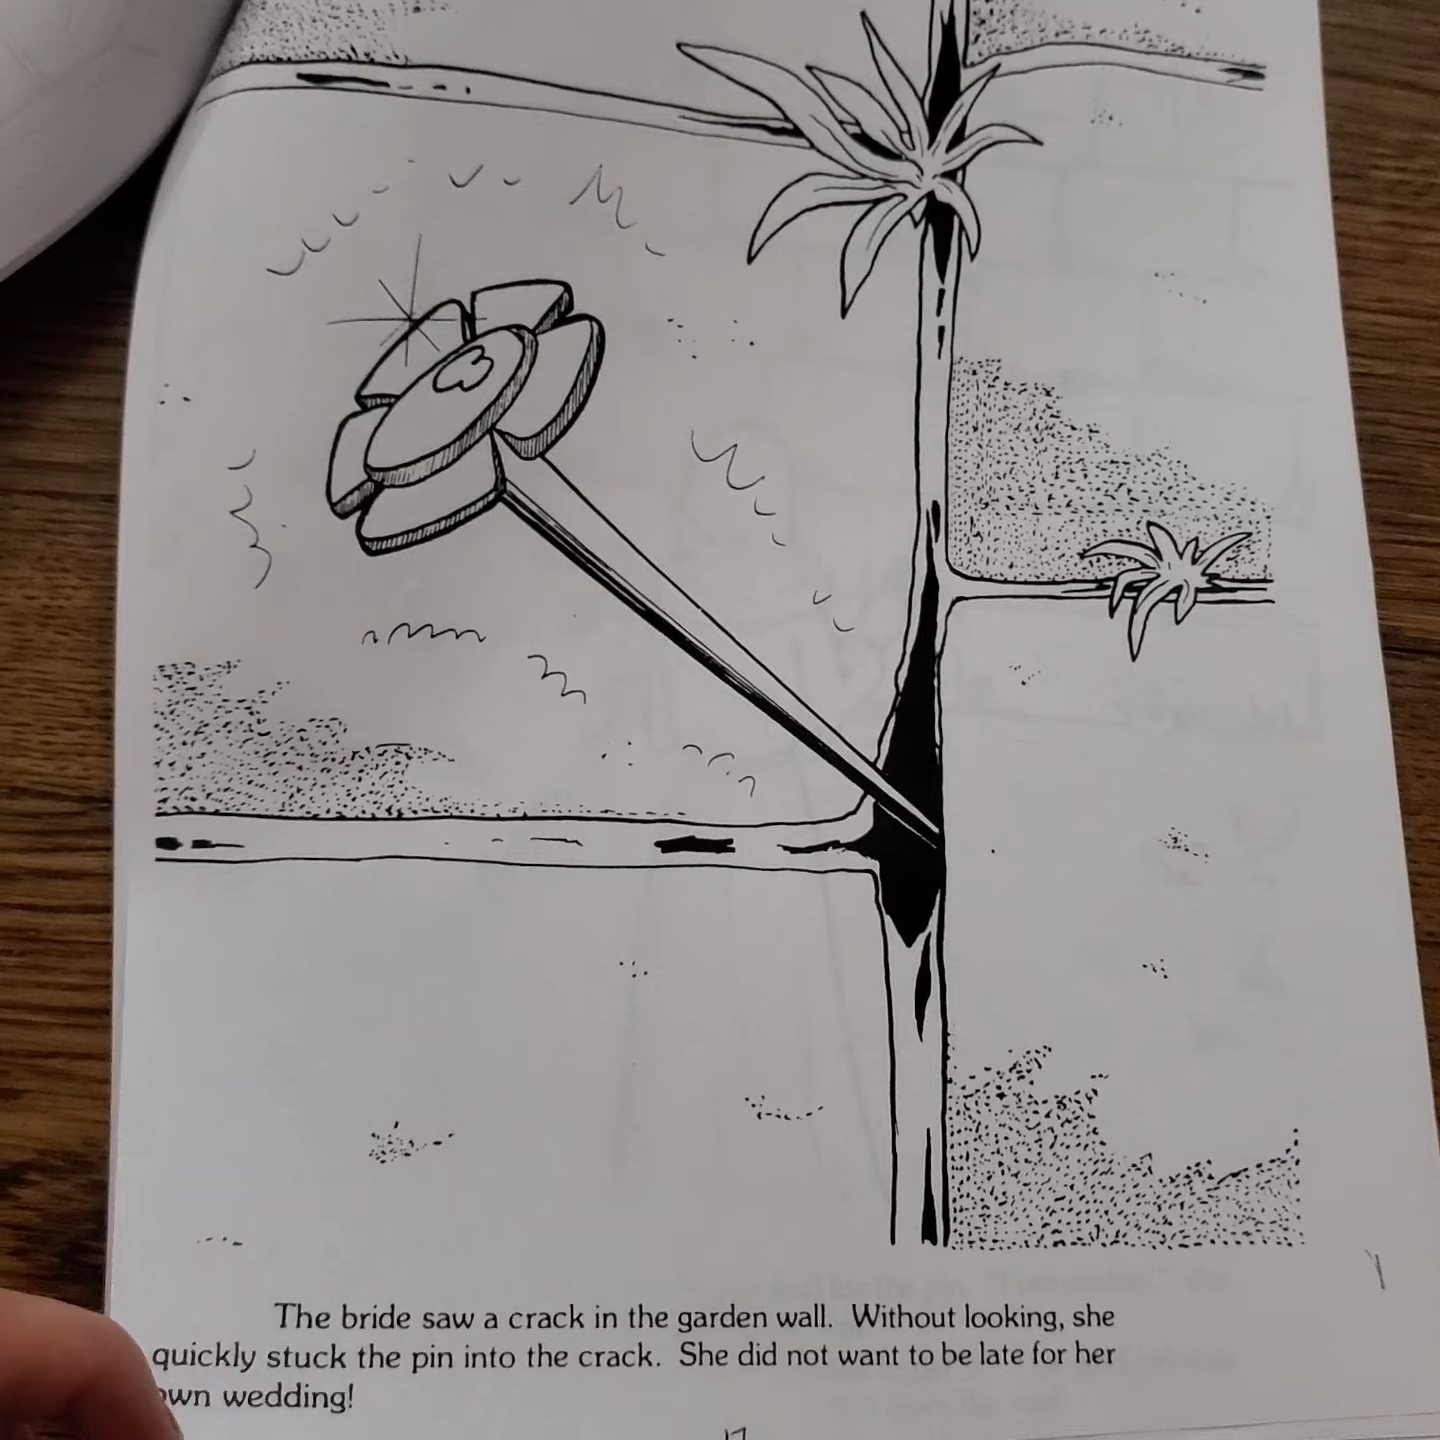 The bride saw a crack in the garden wall. Without looking, she
quickly stuck the pin into the crack. She did not want to be late for her
own wedding!